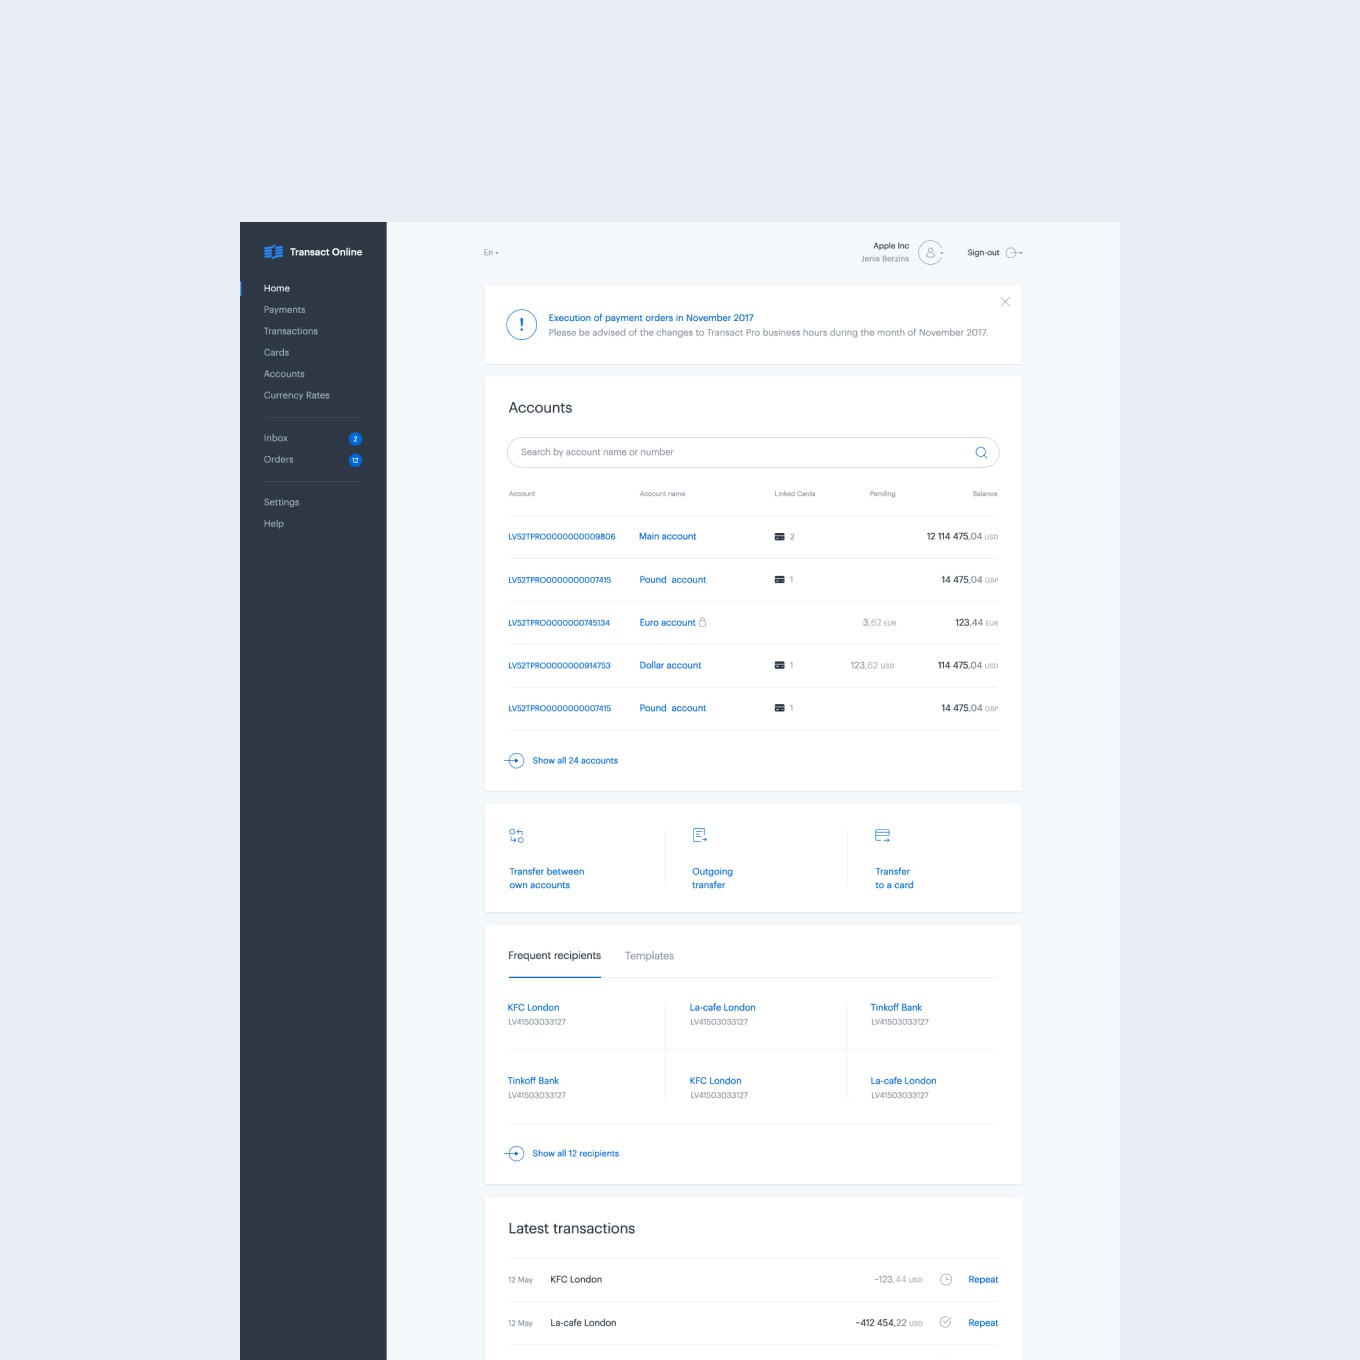 Transact Online
Home
Payments
Transactions
Cards
Accounts
Currency Rates
Inbox 2
Orders 12
Settings
Help
En
Apple Inc
Jenis Berzins
Sign-out
!
Execution of payment orders in November 2017
Please be advised of the changes to Transact Pro business hours during the month of November 2017.
Accounts
Search by account name or number
Account Account name Linked Cards Pending Balance
LV52TPRO0000000009806 Main account 2 12 114 475,04 USD
LV52TPRO0000000007415 Pound account 1 14 475,04 GBP
LV52TPRO0000000745134 Euro account 3,62 EUR 123,44 EUR
LV52TPRO0000000914753 Dollar account 1 123,62 USD 114 475,04 USD
LV52TPRO0000000007415 Pound account 1 14 475,04 GBP
Show all 24 accounts
Transfer between
own accounts
Outgoing
transfer
Transfer
to a card
Frequent recipients Templates
KFC London
LV41503033127
La-cafe London
LV41503033127
Tinkoff Bank
LV41503033127
Tinkoff Bank
LV41503033127
KFC London
LV41503033127
La-cafe London
LV41503033127
Show all 12 recipients
Latest transactions
12 May KFC London −123,44 USD Repeat
12 May La-cafe London −412 454,22 USD Repeat